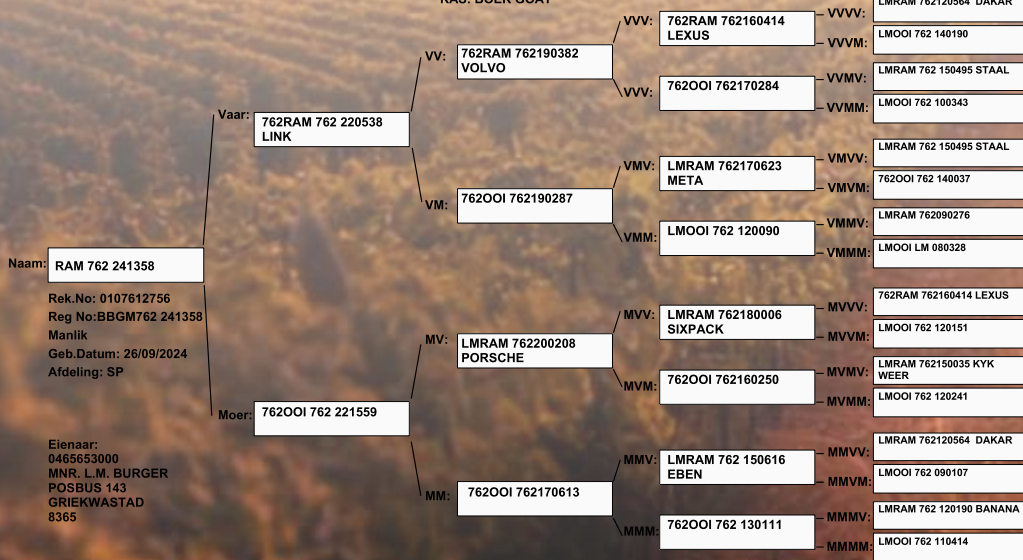 RAS: BOER GOAT
Naam:
RAM 762 241358
Rek.No: 0107612756
Reg No:BBGM762 241358
Manlik
Geb.Datum: 26/09/2024
Afdeling: SP
Eienaar:
0465653000
MNR. L.M. BURGER
POSBUS 143
GRIEKWASTAD
8365
Vaar:
762RAM 762 220538
LINK
Moer:
762OOI 762 221559
VV:
762RAM 762190382
VOLVO
VM:
762OOI 762190287
MV:
LMRAM 762200208
PORSCHE
MM:
762OOI 762170613
VVV:
762RAM 762160414
LEXUS
VVV:
762OOI 762170284
VMV:
LMRAM 762170623
META
VMM:
LMOOI 762 120090
MVV:
LMRAM 762180006
SIXPACK
MVM:
762OOI 762160250
MMV:
LMRAM 762 150616
EBEN
MMM:
762OOI 762 130111
VVVV:
LMRAM 762120564 DAKAR
VVVM:
LMOOI 762 140190
VVMV:
LMRAM 762 150495 STAAL
VVMM:
LMOOI 762 100343
VMVV:
LMRAM 762 150495 STAAL
VMVM:
762OOI 762 140037
VMMV:
LMRAM 762090276
VMMM:
LMOOI LM 080328
MVVV:
762RAM 762160414 LEXUS
MVVM:
LMOOI 762 120151
MVMV:
LMRAM 762150035 KYK
WEER
MVMM:
LMOOI 762 120241
MMVV:
LMRAM 762120564 DAKAR
MMVM:
LMOOI 762 090107
MMMV:
LMRAM 762 120190 BANANA
MMMM:
LMOOI 762 110414